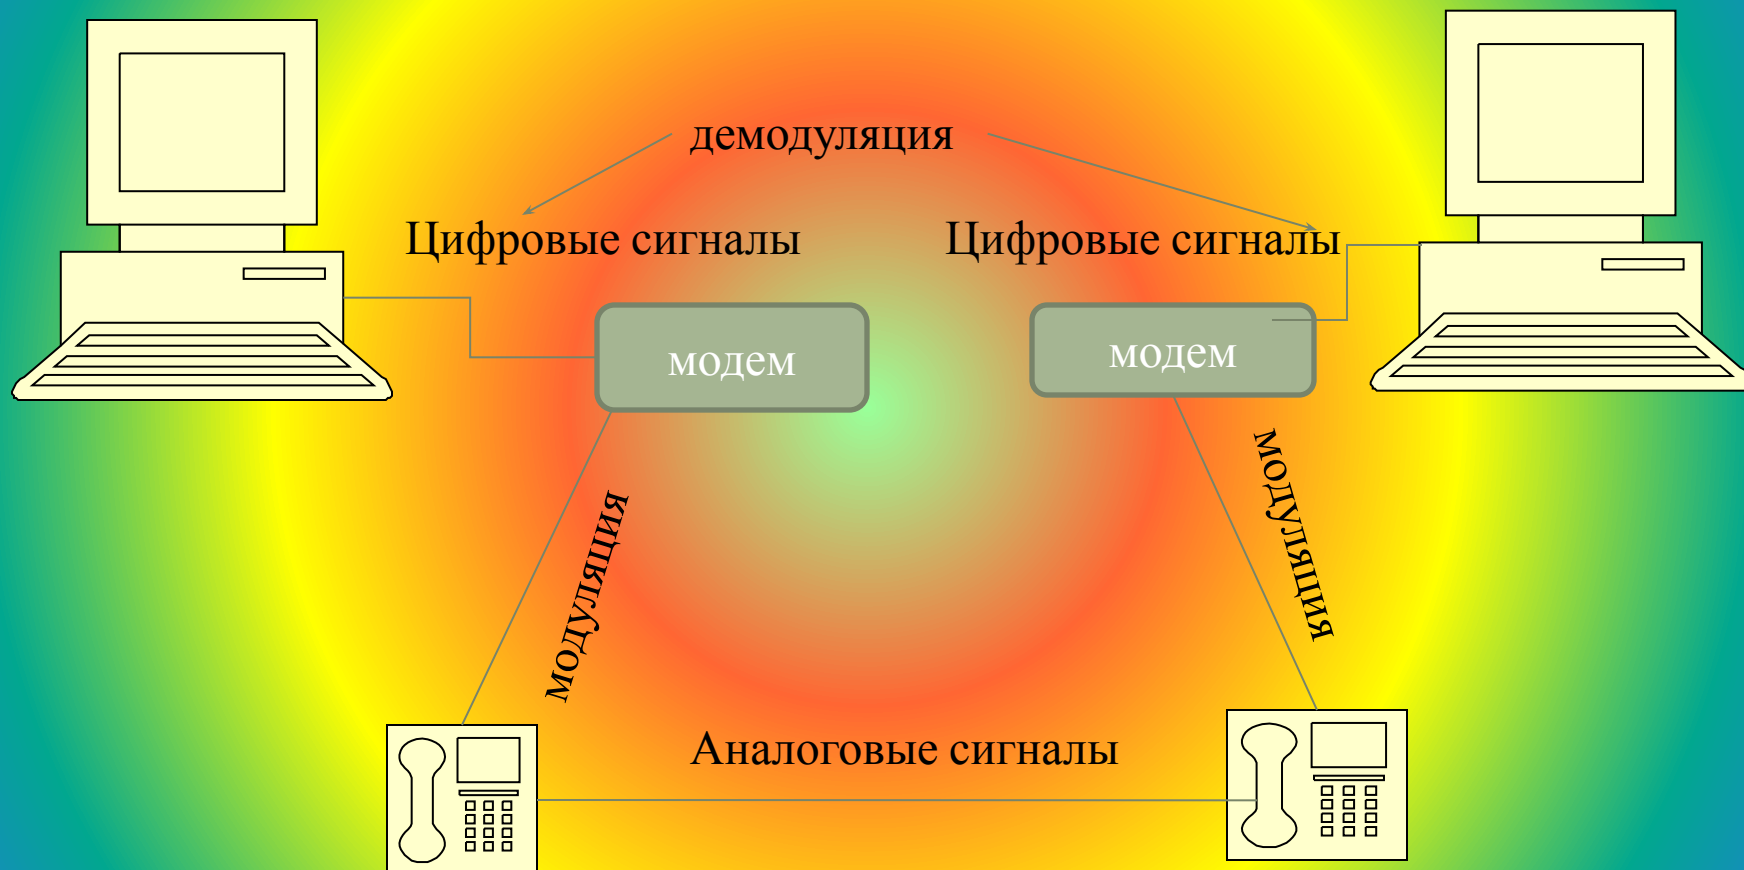 демодуляция
Цифровые сигналы
Цифровые сигналы
модем
модем
модуляция
модуляция
Аналоговые сигналы